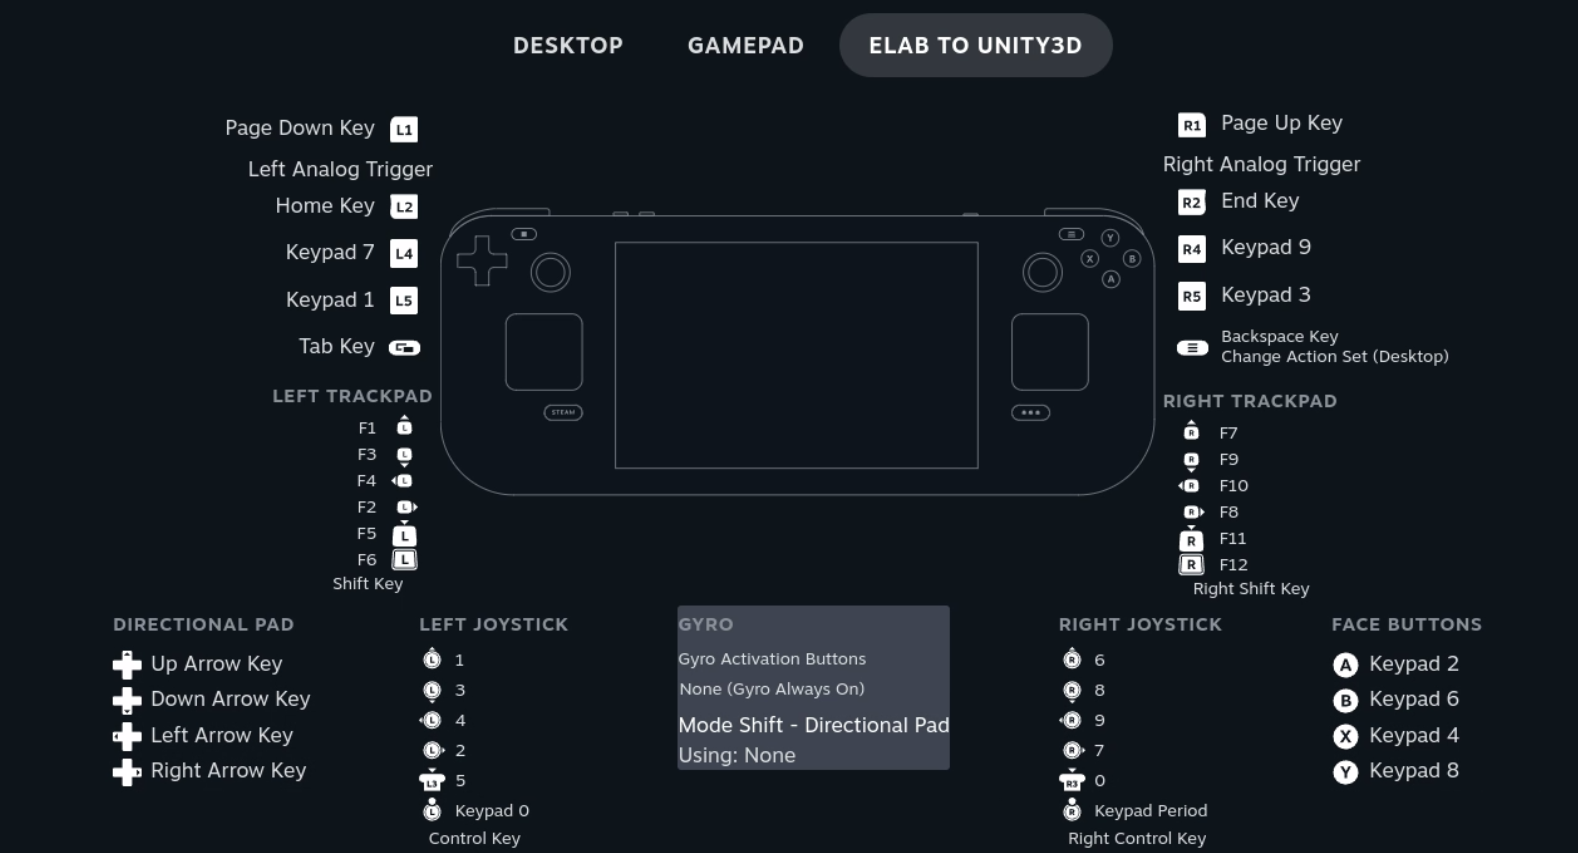 DESKTOP GAMEPAD ELAB TO UNITY3D
Page Down Key L1
Left Analog Trigger
Home Key L2
Keypad 7 L4
Keypad 1 L5
Tab Key
LEFT TRACKPAD
F1 L
F3 L
F4 L
F2 L
F5 L
F6 L
Shift Key
Y
X B
A
STEAM
R1 Page Up Key
Right Analog Trigger
R2 End Key
R4 Keypad 9
R5 Keypad 3
Backspace Key
Change Action Set (Desktop)
RIGHT TRACKPAD
R F7
R F9
R F10
R F8
R F11
R F12
Right Shift Key
DIRECTIONAL PAD
Up Arrow Key
Down Arrow Key
Left Arrow Key
Right Arrow Key
LEFT JOYSTICK
L 1
L 3
L 4
L 2
L3 5
L Keypad 0
Control Key
GYRO
Gyro Activation Buttons
None (Gyro Always On)
Mode Shift - Directional Pad
Using: None
RIGHT JOYSTICK
R 6
R 8
R 9
R 7
R3 0
R Keypad Period
Right Control Key
FACE BUTTONS
A Keypad 2
B Keypad 6
X Keypad 4
Y Keypad 8